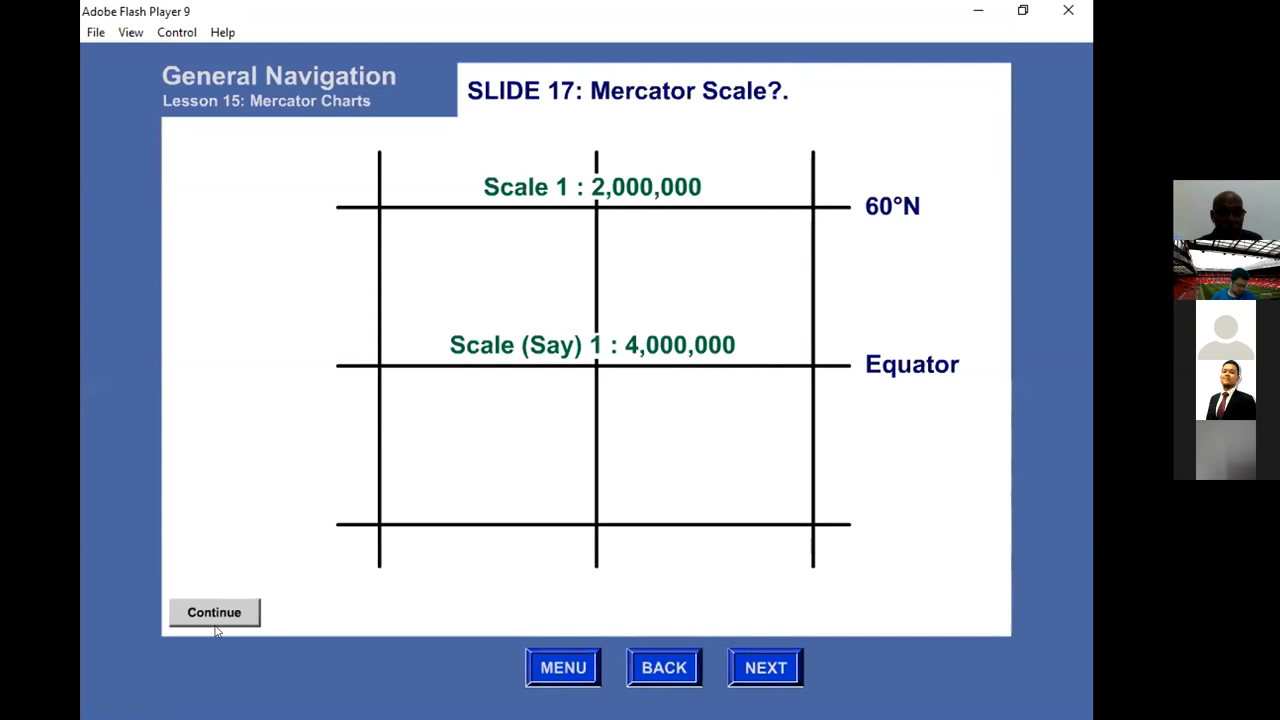 Adobe Flash Player 9
File View Control Help
General Navigation
Lesson 15: Mercator Charts
SLIDE 17: Mercator Scale?.
Scale 1 : 2,000,000
60°N
Scale (Say) 1 : 4,000,000
Equator
Continue
MENU BACK NEXT